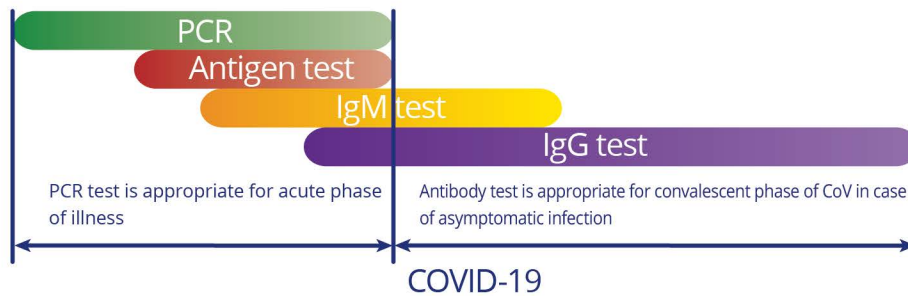 PCR
Antigen test
IgM test
IgG test
PCR test is appropriate for acute phase
of illness
Antibody test is appropriate for convalescent phase of CoV in case
of asymptomatic infection
COVID-19